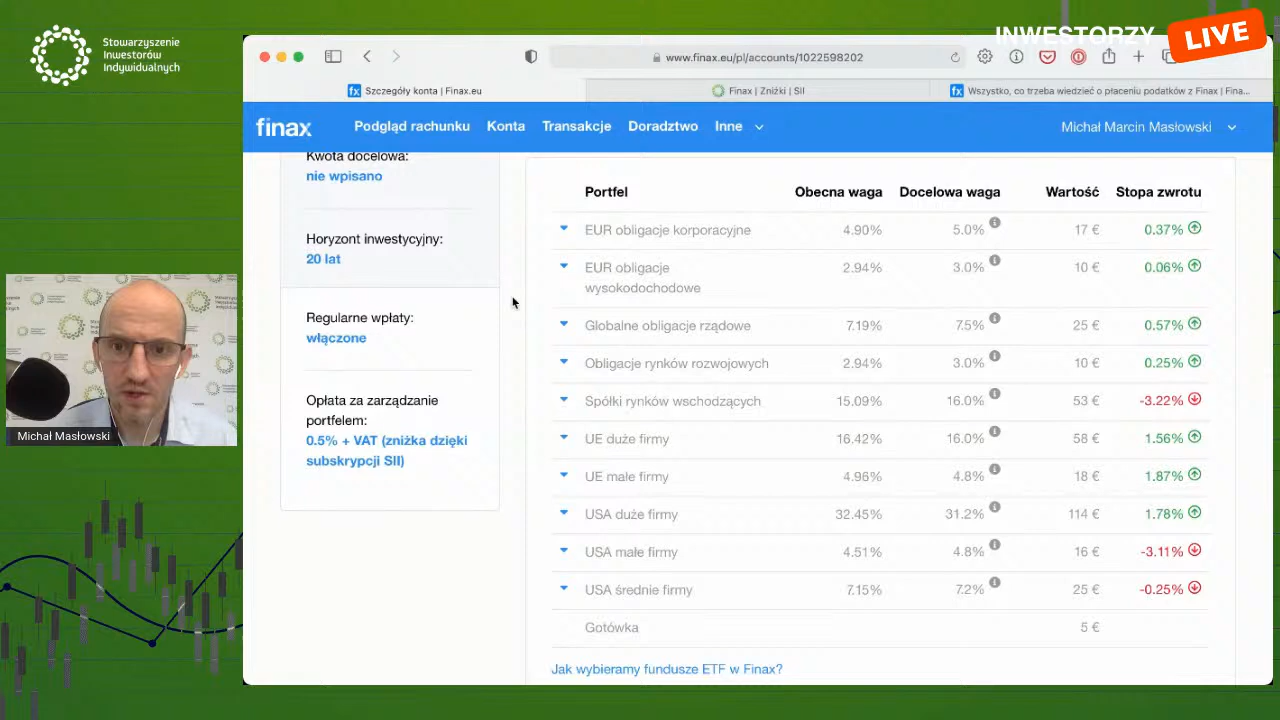 Stowarzyszenie
Inwestorów
Indywidualnych
INWESTORZY LIVE
www.finax.eu/pl/accounts/1022598202
Szczegóły konta | Finax.eu
Finax | Zniżki | SII
Wszystko, co trzeba wiedzieć o płaceniu podatków z Finax | Fina...
finax
Podgląd rachunku Konta Transakcje Doradztwo Inne
Michał Marcin Masłowski
Kwota docelowa:
nie wpisano
Horyzont inwestycyjny:
20 lat
Regularne wpłaty:
włączone
Opłata za zarządzanie
portfelem:
0.5% + VAT (zniżka dzięki
subskrypcji SII)
Portfel Obecna waga Docelowa waga Wartość Stopa zwrotu
EUR obligacje korporacyjne 4.90% 5.0% 17 € 0.37%
EUR obligacje
wysokodochodowe 2.94% 3.0% 10 € 0.06%
Globalne obligacje rządowe 7.19% 7.5% 25 € 0.57%
Obligacje rynków rozwojowych 2.94% 3.0% 10 € 0.25%
Spółki rynków wschodzących 15.09% 16.0% 53 € -3.22%
UE duże firmy 16.42% 16.0% 58 € 1.56%
UE małe firmy 4.96% 4.8% 18 € 1.87%
USA duże firmy 32.45% 31.2% 114 € 1.78%
USA małe firmy 4.51% 4.8% 16 € -3.11%
USA średnie firmy 7.15% 7.2% 25 € -0.25%
Gotówka 5 €
Jak wybieramy fundusze ETF w Finax?
Michał Masłowski